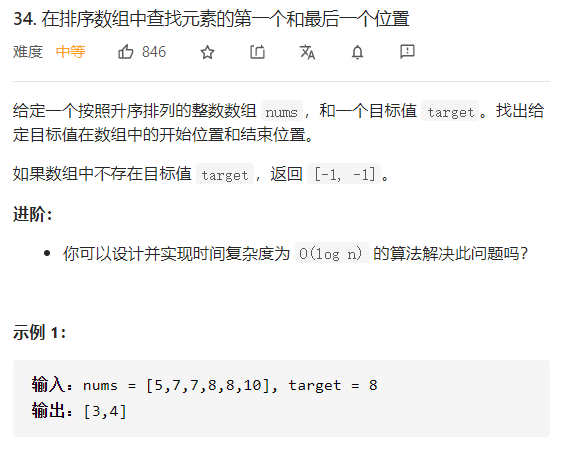 34. 在排序数组中查找元素的第一个和最后一个位置
难度 中等 846
给定一个按照升序排列的整数数组 nums，和一个目标值 target。找出给
定目标值在数组中的开始位置和结束位置。
如果数组中不存在目标值 target，返回 [-1, -1]。
进阶：
• 你可以设计并实现时间复杂度为 O(log n) 的算法解决此问题吗？
示例 1：
输入：nums = [5,7,7,8,8,10], target = 8
输出：[3,4]